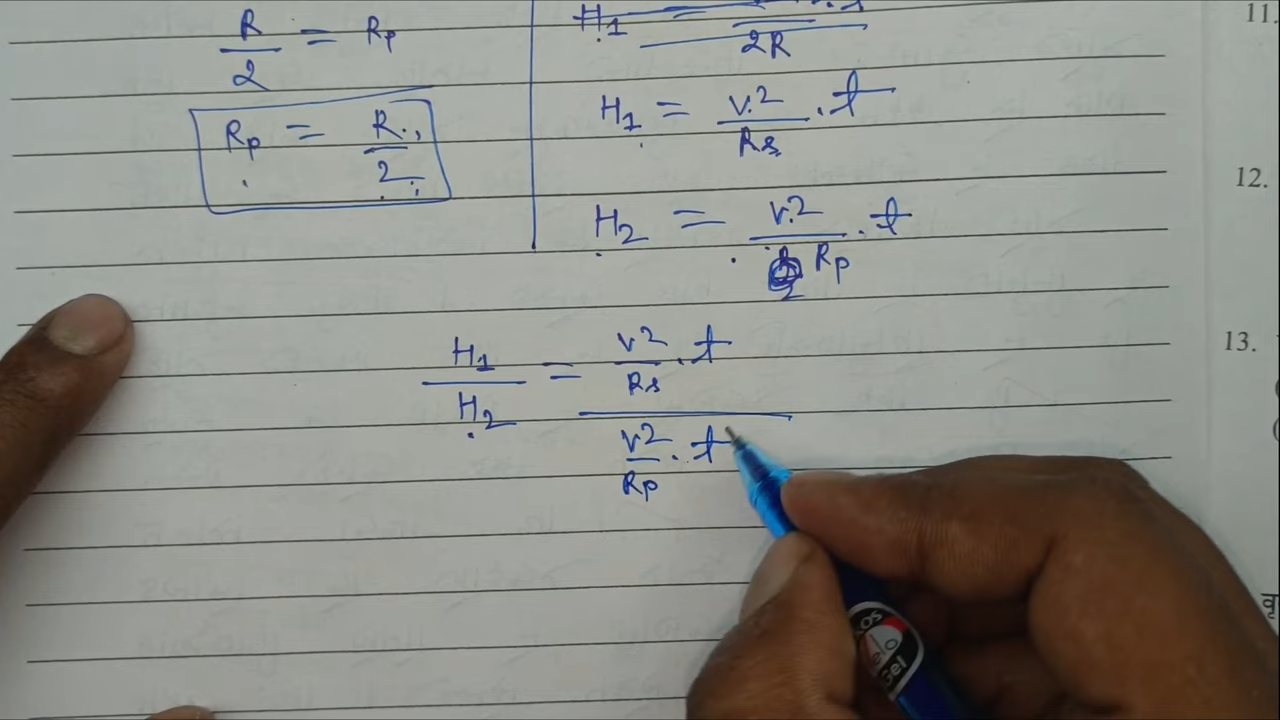 R/2 = Rp
Rp = R/2
H1 =
2R
H1 = V²/Rs . t
H2 = V²/Rp . t
H1/H2 = V²/Rs . t / V²/Rp . t
11.
12.
13.